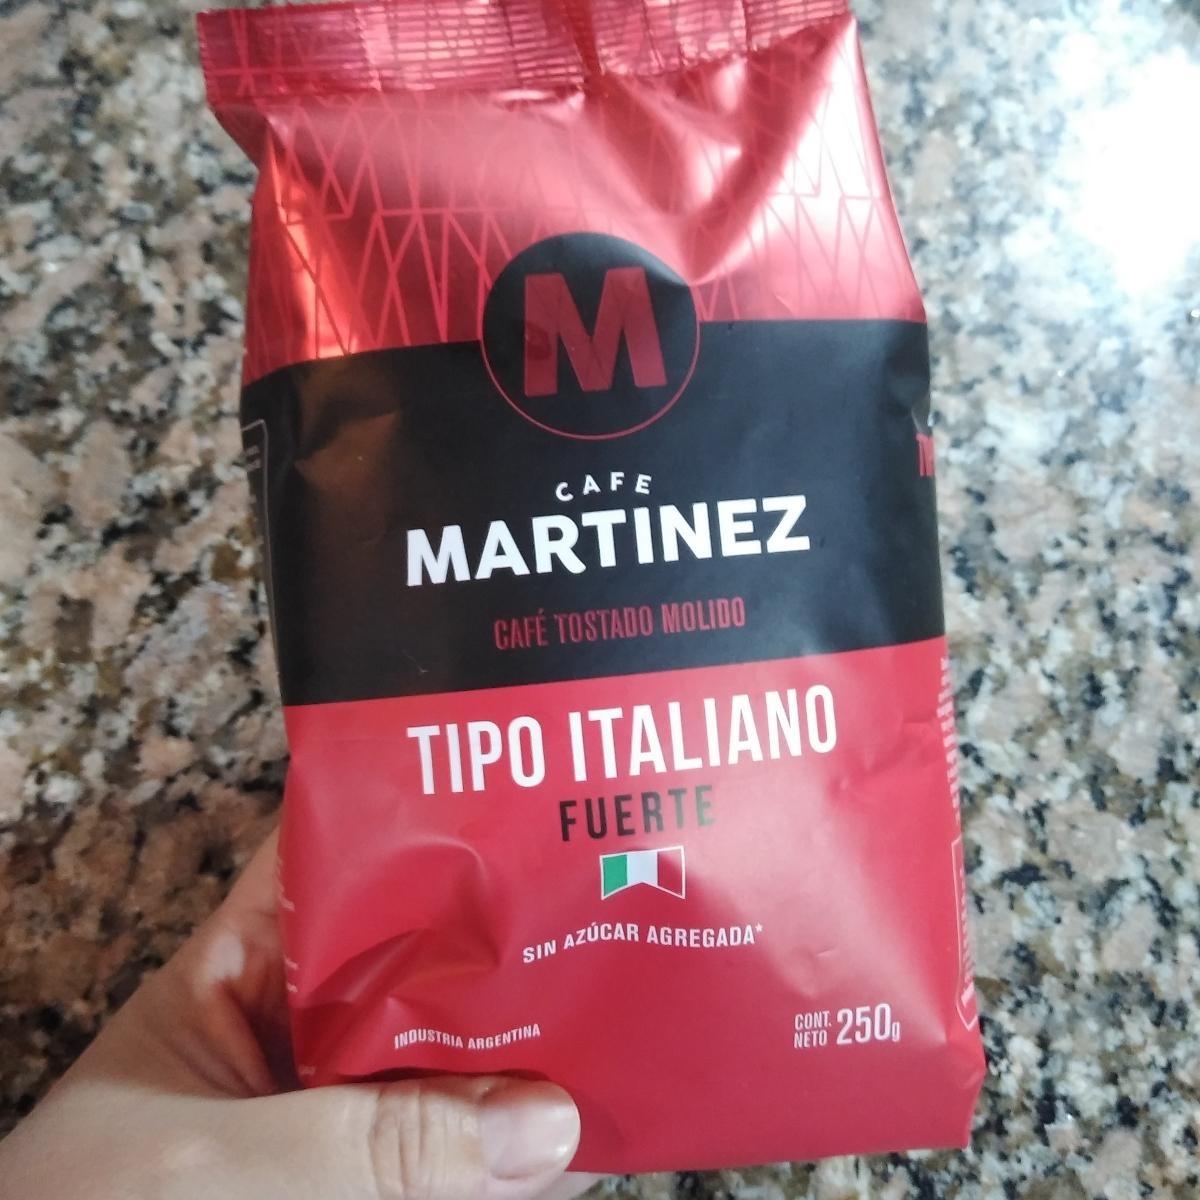 M
CAFE
MARTINEZ
CAFÉ TOSTADO MOLIDO
TIPO ITALIANO
FUERTE
SIN AZÚCAR AGREGADA*
INDUSTRIA ARGENTINA
CONT.
NETO 250g